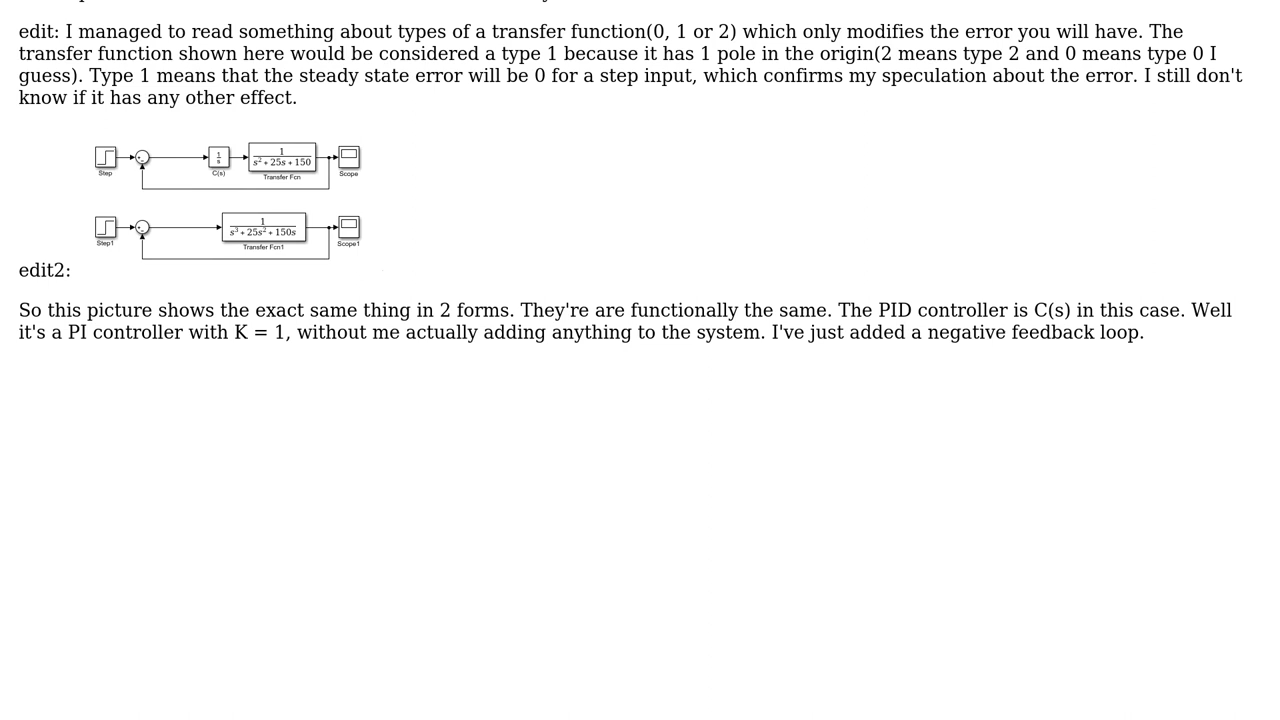 edit: I managed to read something about types of a transfer function(0, 1 or 2) which only modifies the error you will have. The
transfer function shown here would be considered a type 1 because it has 1 pole in the origin(2 means type 2 and 0 means type 0 I
guess). Type 1 means that the steady state error will be 0 for a step input, which confirms my speculation about the error. I still don't
know if it has any other effect.
1
s
1
s² + 25s + 150
Step
C(s)
Transfer Fcn
Scope
1
s³ + 25s² + 150s
Step1
Transfer Fcn1
Scope1
edit2:
So this picture shows the exact same thing in 2 forms. They're are functionally the same. The PID controller is C(s) in this case. Well
it's a PI controller with K = 1, without me actually adding anything to the system. I've just added a negative feedback loop.